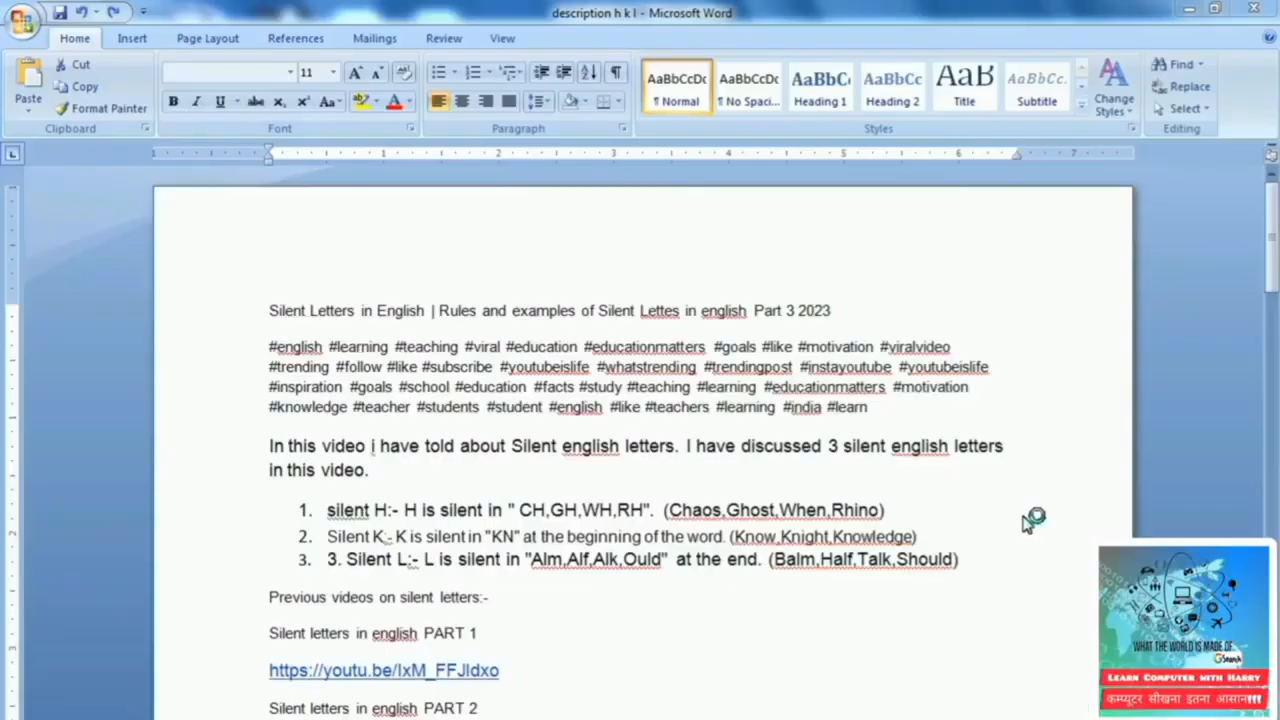 description h k l - Microsoft Word
Home Insert Page Layout References Mailings Review View
Paste Cut Copy Format Painter
11
AaBbCcDc AaBbCcDc AaBbC AaBbCc AaB AaBbCc.
¶ Normal ¶ No Spaci... Heading 1 Heading 2 Title Subtitle
Change Styles
Find Replace Select
Clipboard Font Paragraph Styles Editing
1 1 2 3 4 5 6 7
Silent Letters in English | Rules and examples of Silent Lettes in english Part 3 2023
#english #learning #teaching #viral #education #educationmatters #goals #like #motivation #viralvideo
#trending #follow #like #subscribe #youtubeislife #whatstrending #trendingpost #instayoutube #youtubeislife
#inspiration #goals #school #education #facts #study #teaching #learning #educationmatters #motivation
#knowledge #teacher #students #student #english #like #teachers #learning #india #learn
In this video i have told about Silent english letters. I have discussed 3 silent english letters
in this video.
1. silent H:- H is silent in " CH,GH,WH,RH". (Chaos,Ghost,When,Rhino)
2. Silent K:- K is silent in "KN" at the beginning of the word. (Know,Knight,Knowledge)
3. 3. Silent L:- L is silent in "Alm,Alf,Alk,Ould" at the end. (Balm,Half,Talk,Should)
Previous videos on silent letters:-
Silent letters in english PART 1
https://youtu.be/IxM_FFJldxo
Silent letters in english PART 2
WHAT THE WORLD IS MADE OF
Search
LEARN COMPUTER WITH HARRY
कम्प्यूटर सीखना इतना आसान!!!